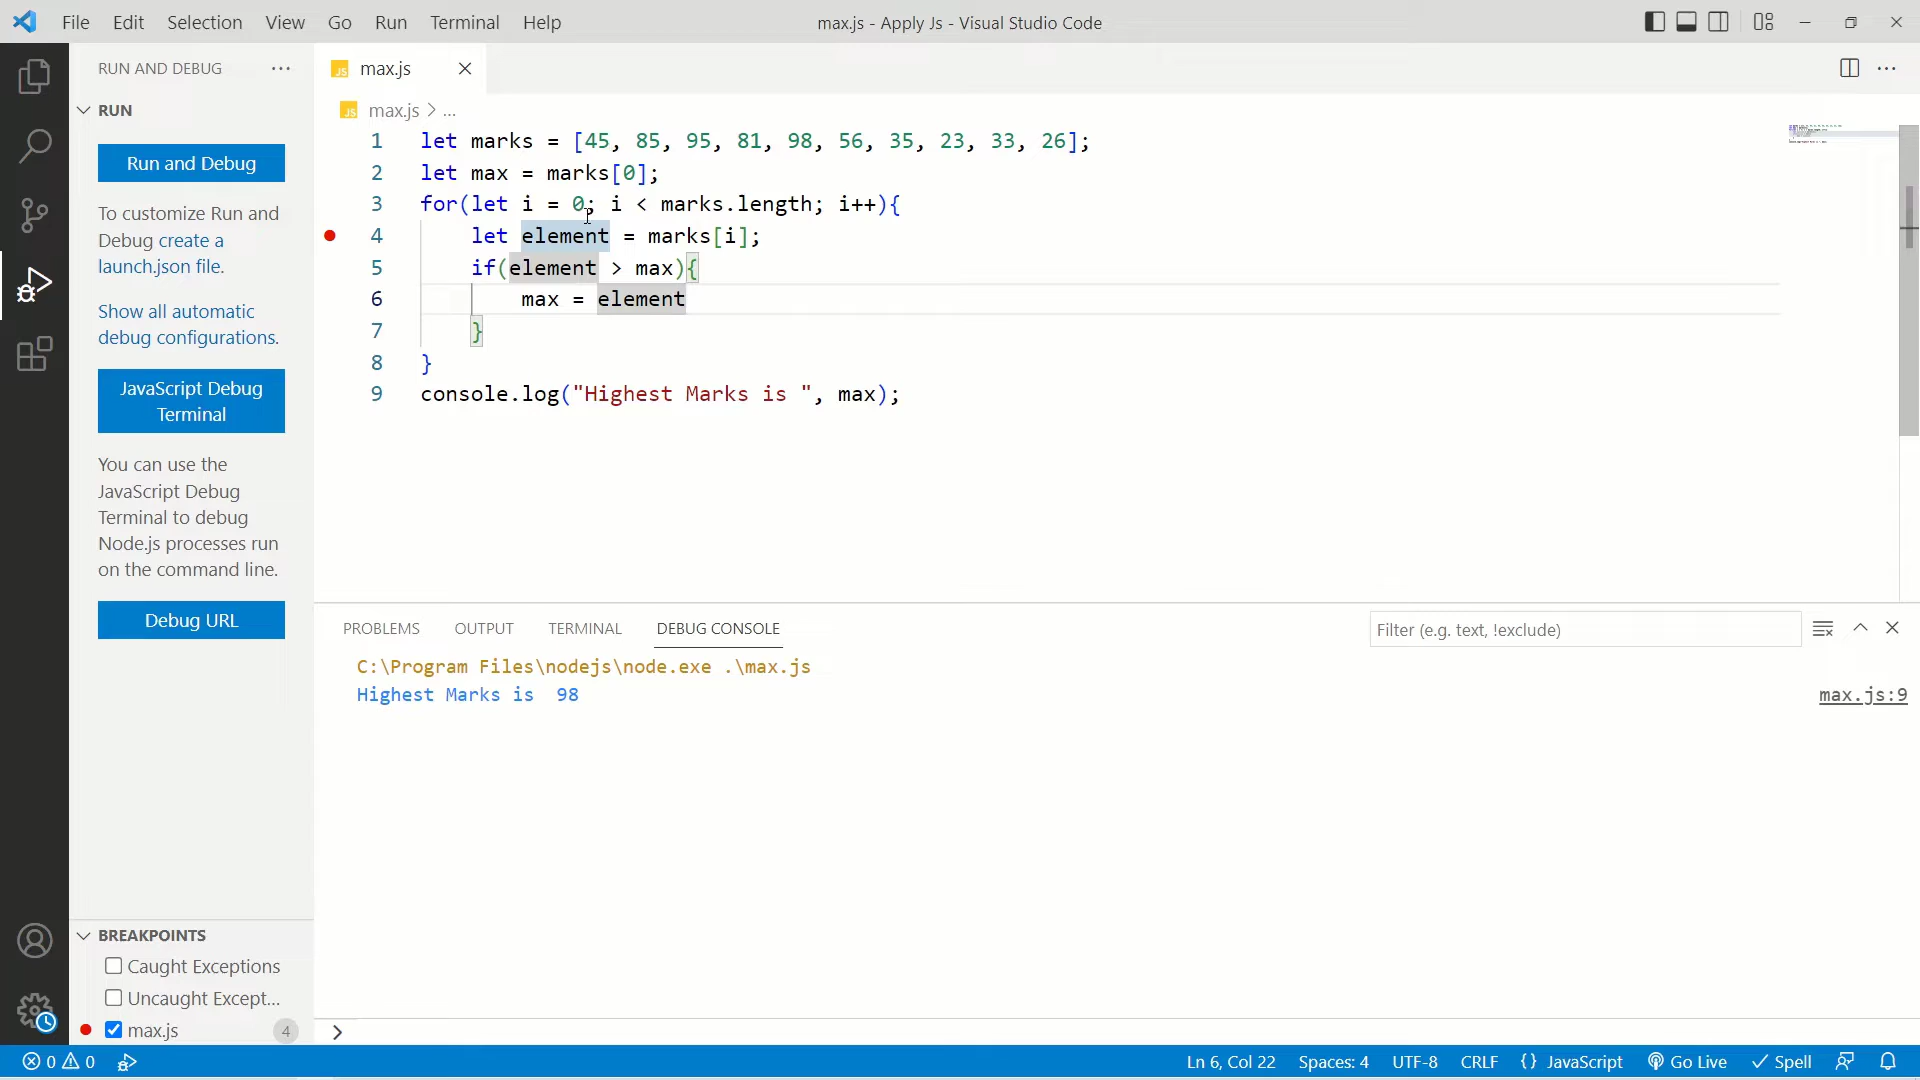 File Edit Selection View Go Run Terminal Help
max.js - Apply Js - Visual Studio Code
RUN AND DEBUG
RUN
Run and Debug
To customize Run and
Debug create a
launch.json file.
Show all automatic
debug configurations.
JavaScript Debug
Terminal
You can use the
JavaScript Debug
Terminal to debug
Node.js processes run
on the command line.
Debug URL
BREAKPOINTS
Caught Exceptions
Uncaught Except...
max.js 4
JS max.js
JS max.js > ...
1 let marks = [45, 85, 95, 81, 98, 56, 35, 23, 33, 26];
2 let max = marks[0];
3 for(let i = 0; i < marks.length; i++){
4 let element = marks[i];
5 if(element > max){
6 max = element
7 }
8 }
9 console.log("Highest Marks is ", max);
PROBLEMS OUTPUT TERMINAL DEBUG CONSOLE
Filter (e.g. text, !exclude)
C:\Program Files\nodejs\node.exe .\max.js
Highest Marks is  98 max.js:9
>
0 0 Ln 6, Col 22 Spaces: 4 UTF-8 CRLF {} JavaScript Go Live Spell